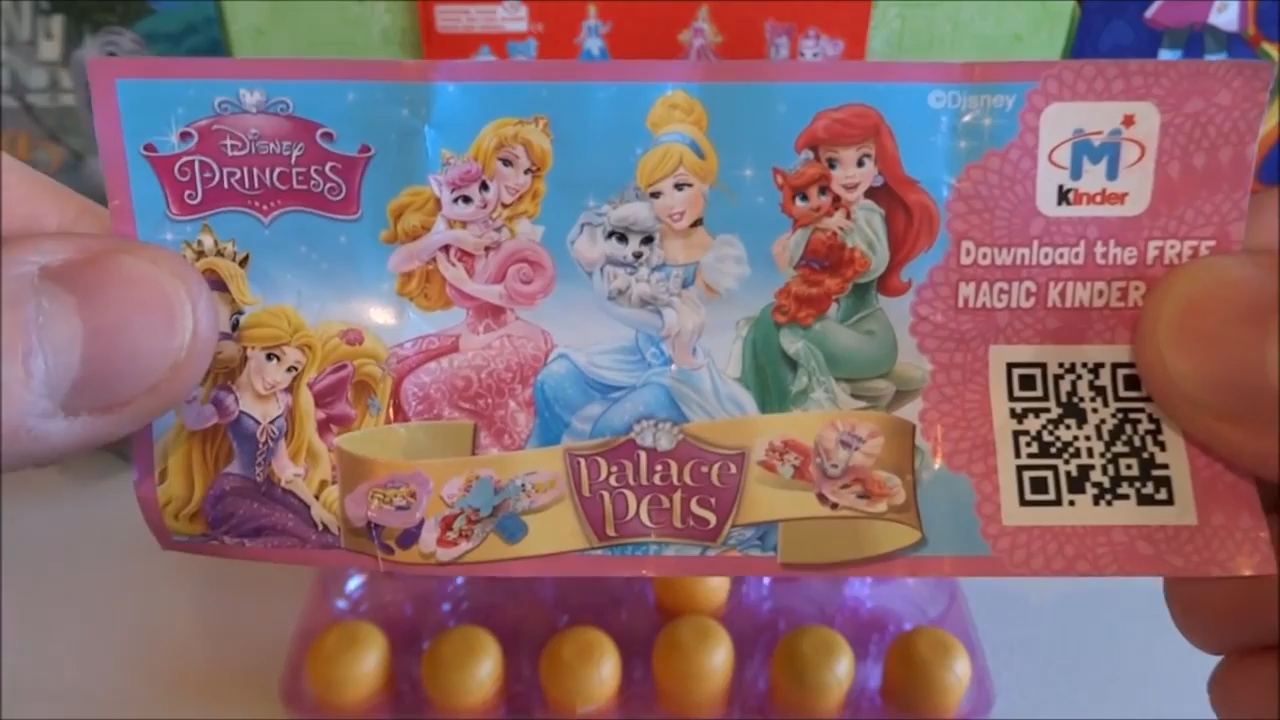 ©Disney
Disney
PRINCESS
kinder
Download the FREE
MAGIC KINDER
Palace
Pets